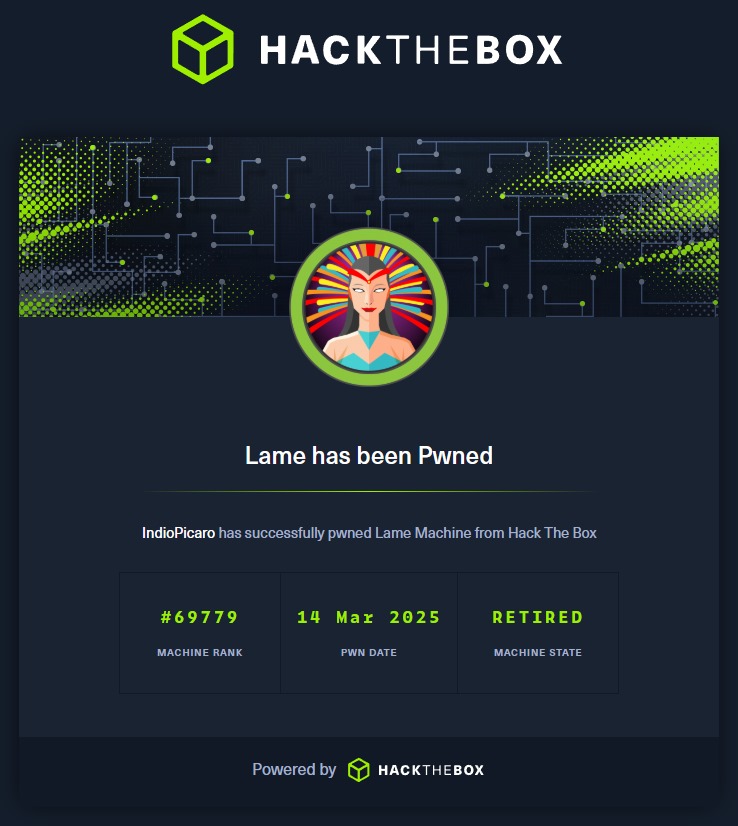 HACKTHEBOX
Lame has been Pwned
IndioPicaro has successfully pwned Lame Machine from Hack The Box
#69779
MACHINE RANK
14 Mar 2025
PWN DATE
RETIRED
MACHINE STATE
Powered by HACKTHEBOX